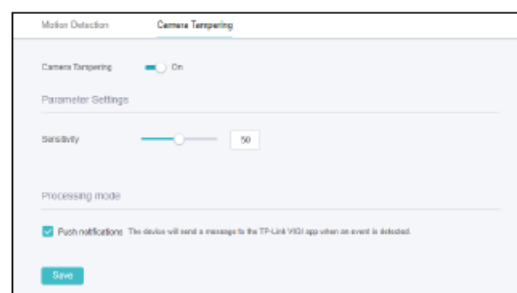 Motion Detection Camera Tampering
Camera Tampering On
Parameter Settings
Sensitivity 50
Processing mode
Push notifications The device will send a message to the TP-Link VIGI app when an event is detected.
Save